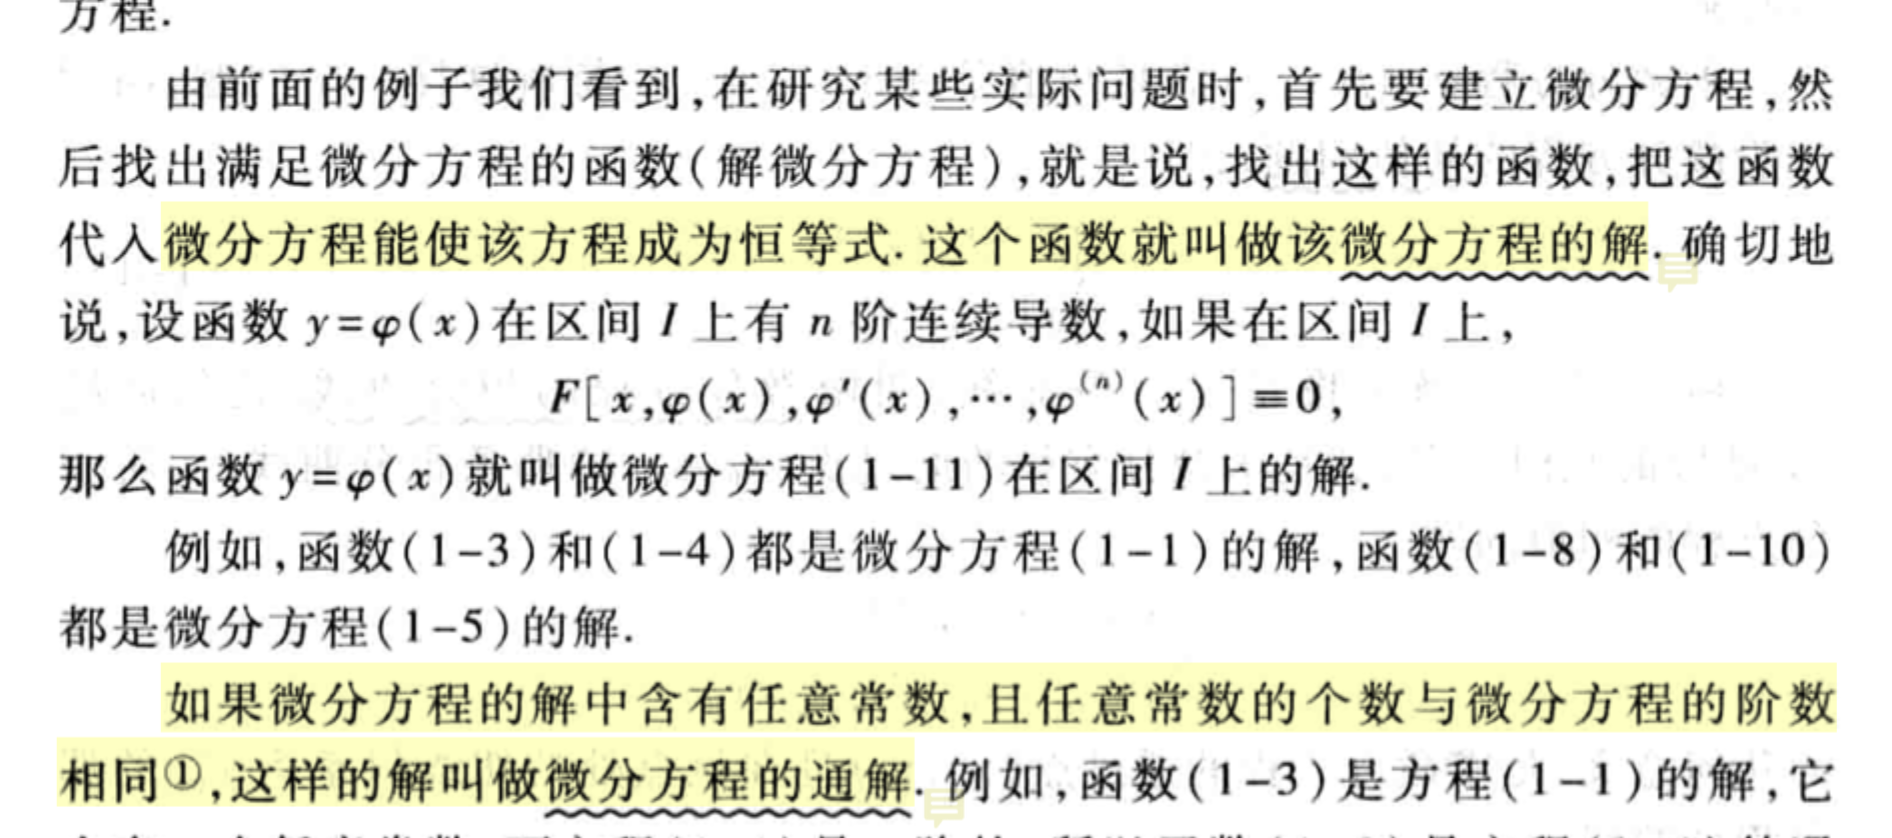 方程.
由前面的例子我们看到,在研究某些实际问题时,首先要建立微分方程,然
后找出满足微分方程的函数(解微分方程),就是说,找出这样的函数,把这函数
代入微分方程能使该方程成为恒等式. 这个函数就叫做该微分方程的解. 确切地
说,设函数 y=φ(x)在区间 I 上有 n 阶连续导数,如果在区间 I 上,
F[x,φ(x),φ′(x),⋯,φ⁽ⁿ⁾(x)]≡0,
那么函数 y=φ(x)就叫做微分方程(1-11)在区间 I 上的解.
例如,函数(1-3)和(1-4)都是微分方程(1-1)的解,函数(1-8)和(1-10)
都是微分方程(1-5)的解.
如果微分方程的解中含有任意常数,且任意常数的个数与微分方程的阶数
相同①,这样的解叫做微分方程的通解. 例如,函数(1-3)是方程(1-1)的解,它